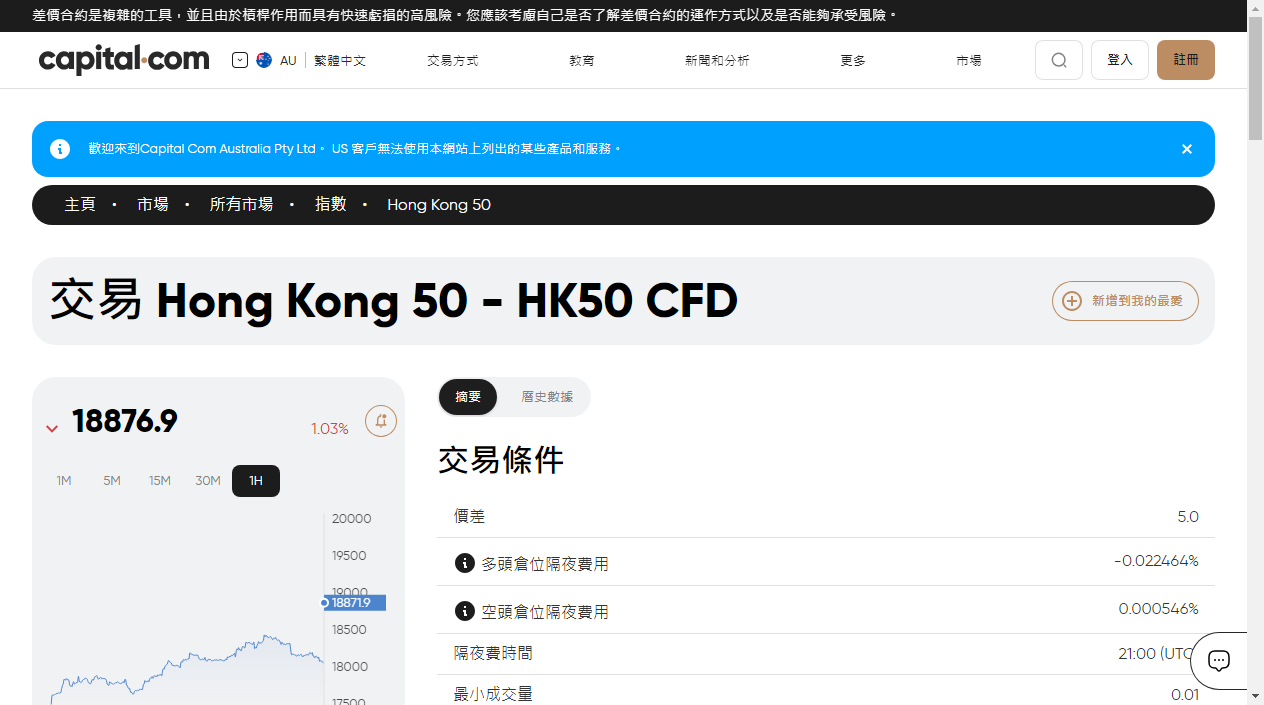 差價合約是複雜的工具，並且由於槓桿作用而具有快速虧損的高風險。您應該考慮自己是否了解差價合約的運作方式以及是否能夠承受風險。
capital.com
AU 繁體中文
交易方式
教育
新聞和分析
更多
市場
登入
註冊
歡迎來到Capital Com Australia Pty Ltd。 US 客戶無法使用本網站上列出的某些產品和服務。
主頁 • 市場 • 所有市場 • 指數 • Hong Kong 50
交易 Hong Kong 50 - HK50 CFD
新增到我的最愛
18876.9
1.03%
1M 5M 15M 30M 1H
20000
19500
19000
18871.9
18500
18000
17500
摘要
曆史數據
交易條件
價差 5.0
多頭倉位隔夜費用 -0.022464%
空頭倉位隔夜費用 0.000546%
隔夜費時間 21:00 (UTC
最小成交量 0.01